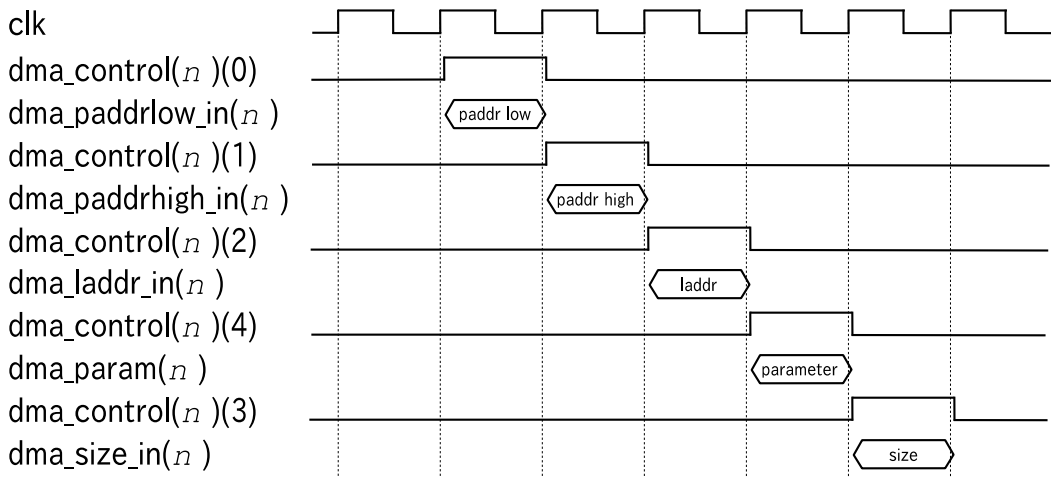 clk
dma_control(n )(0)
dma_paddrlow_in(n ) paddr low
dma_control(n )(1)
dma_paddrhigh_in(n ) paddr high
dma_control(n )(2)
dma_laddr_in(n ) laddr
dma_control(n )(4)
dma_param(n ) parameter
dma_control(n )(3)
dma_size_in(n ) size